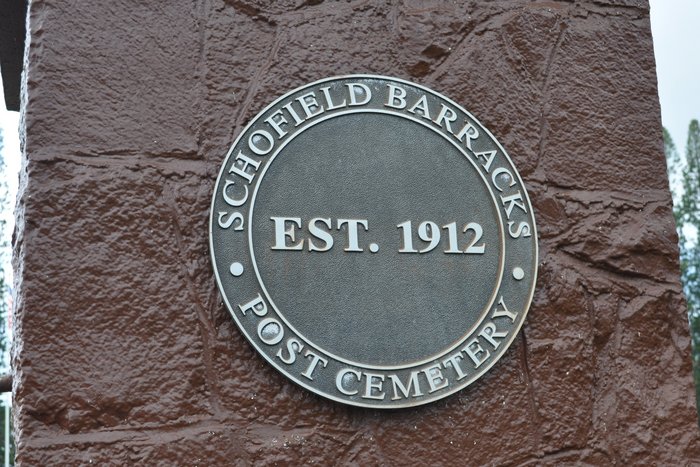 SCHOFIELD BARRACKS
EST. 1912
POST CEMETERY